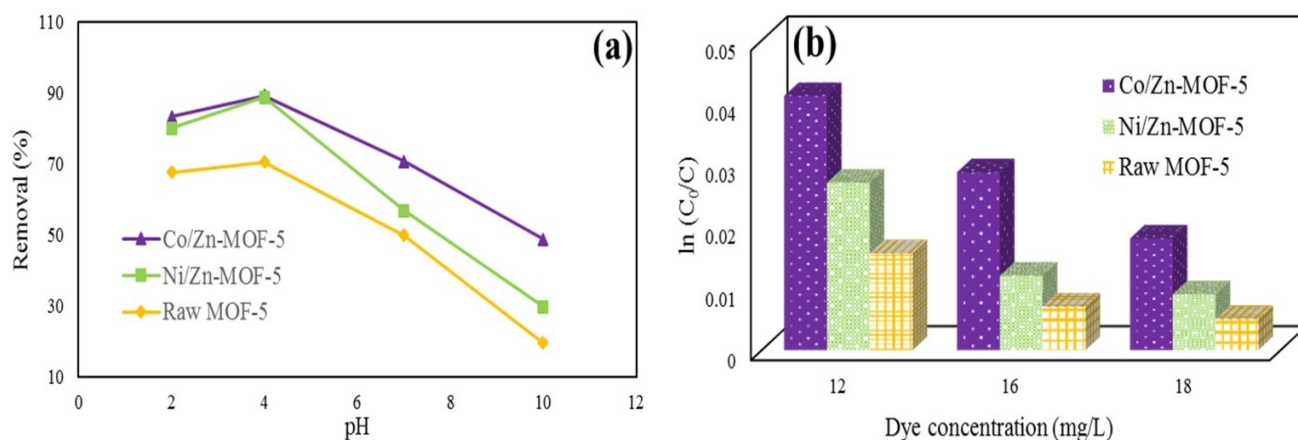 (a)
Removal (%)
110
90
70
50
30
10
Co/Zn-MOF-5
Ni/Zn-MOF-5
Raw MOF-5
0 2 4 6 8 10 12
pH
(b)
ln (C₀/C)
0.05
0.04
0.03
0.02
0.01
0
Co/Zn-MOF-5
Ni/Zn-MOF-5
Raw MOF-5
12 16 18
Dye concentration (mg/L)